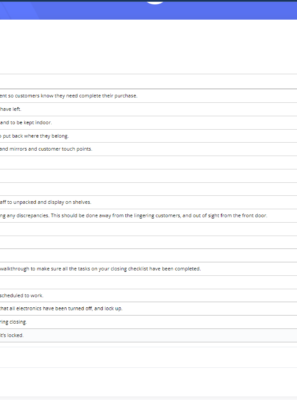 ent so customers know they need complete their purchase.
have left.
end to be kept indoor
put back where they belong.
end mirrors and customer touch points.
aff to unpacked and display on shelves.
ng any discrepancies. This should be done away from the lingering customers, and out of sight from the front door.
walkthrough to make sure all the tasks on your closing checklist have been completed.
scheduled to work.
hat all electronics have been turned off, and lock up.
ring closing
it's locked.